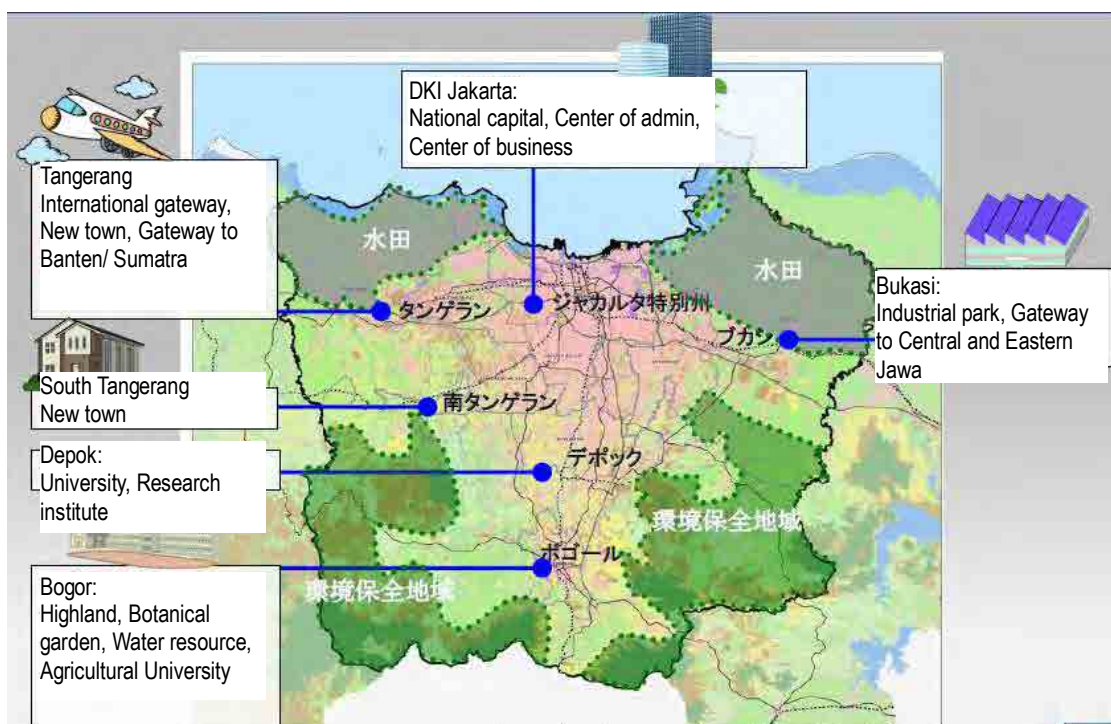 DKI Jakarta:
National capital, Center of admin,
Center of business
Tangerang
International gateway,
New town, Gateway to
Banten/ Sumatra
水田
水田
Bukasi:
Industrial park, Gateway
to Central and Eastern
Jawa
タンゲラン
ジャカルタ特別州
ブカシ
South Tangerang
New town
南タンゲラン
Depok:
University, Research
institute
デポック
環境保全地域
ボゴール
環境保全地域
Bogor:
Highland, Botanical
garden, Water resource,
Agricultural University